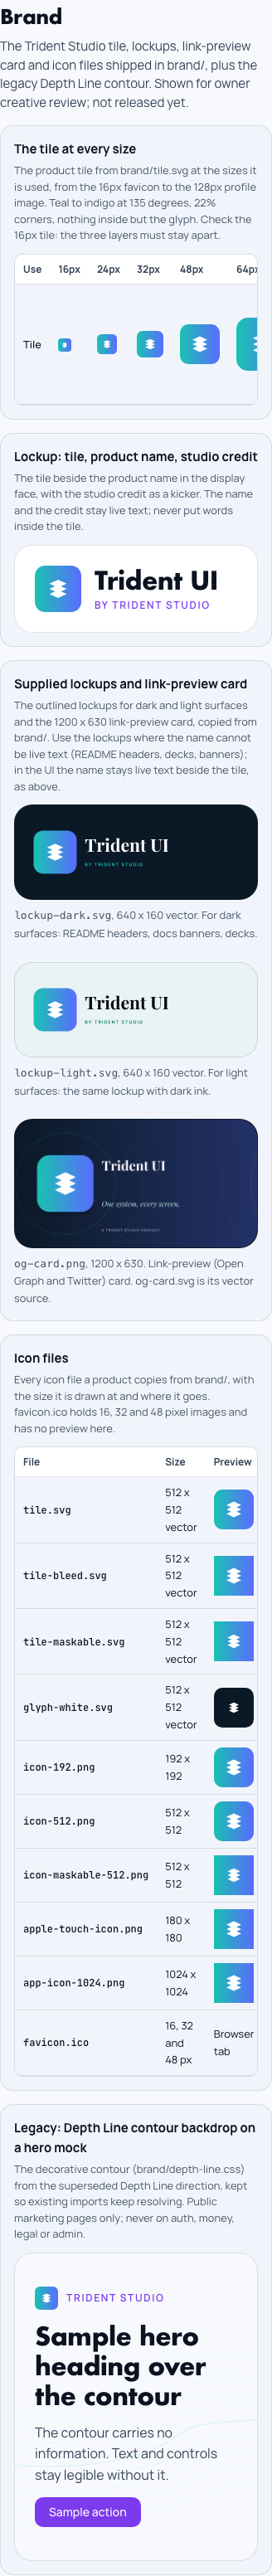 Brand
The Trident Studio tile, lockups, link-preview
card and icon files shipped in brand/, plus the
legacy Depth Line contour. Shown for owner
creative review; not released yet.
The tile at every size
The product tile from brand/tile.svg at the sizes it
is used, from the 16px favicon to the 128px profile
image. Teal to indigo at 135 degrees, 22%
corners, nothing inside but the glyph. Check the
16px tile: the three layers must stay apart.
Use 16px 24px 32px 48px 64px
Tile
Lockup: tile, product name, studio credit
The tile beside the product name in the display
face, with the studio credit as a kicker. The name
and the credit stay live text; never put words
inside the tile.
Trident UI
BY TRIDENT STUDIO
Supplied lockups and link-preview card
The outlined lockups for dark and light surfaces
and the 1200 x 630 link-preview card, copied from
brand/. Use the lockups where the name cannot
be live text (README headers, decks, banners);
in the UI the name stays live text beside the tile,
as above.
Trident UI
BY TRIDENT STUDIO
lockup-dark.svg, 640 x 160 vector. For dark
surfaces: README headers, docs banners, decks.
Trident UI
BY TRIDENT STUDIO
lockup-light.svg, 640 x 160 vector. For light
surfaces: the same lockup with dark ink.
Trident UI
One system, every screen.
A TRIDENT STUDIO PRODUCT
og-card.png, 1200 x 630. Link-preview (Open
Graph and Twitter) card. og-card.svg is its vector
source.
Icon files
Every icon file a product copies from brand/, with
the size it is drawn at and where it goes.
favicon.ico holds 16, 32 and 48 pixel images and
has no preview here.
File Size Preview
tile.svg 512 x
512
vector
tile-bleed.svg 512 x
512
vector
tile-maskable.svg 512 x
512
vector
glyph-white.svg 512 x
512
vector
icon-192.png 192 x
192
icon-512.png 512 x
512
icon-maskable-512.png 512 x
512
apple-touch-icon.png 180 x
180
app-icon-1024.png 1024 x
1024
favicon.ico 16, 32
and
48 px
Browser
tab
Legacy: Depth Line contour backdrop on
a hero mock
The decorative contour (brand/depth-line.css)
from the superseded Depth Line direction, kept
so existing imports keep resolving. Public
marketing pages only; never on auth, money,
legal or admin.
TRIDENT STUDIO
Sample hero
heading over
the contour
The contour carries no
information. Text and controls
stay legible without it.
Sample action